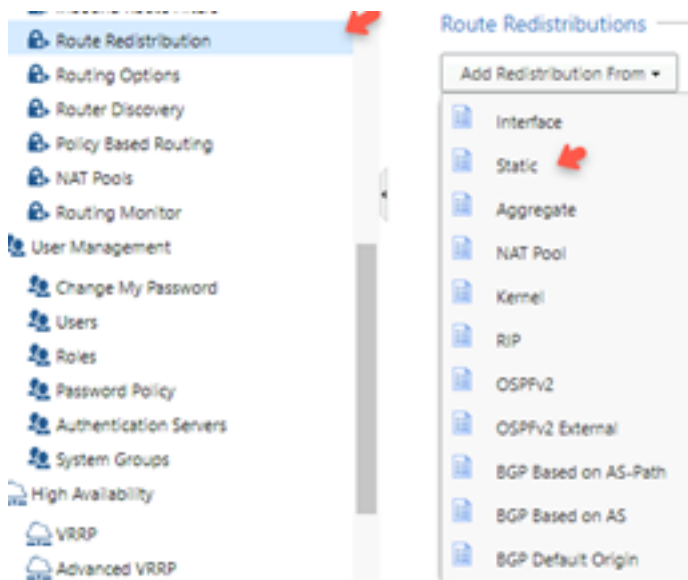 Route Redistribution
Routing Options
Router Discovery
Policy Based Routing
NAT Pools
Routing Monitor
User Management
Change My Password
Users
Roles
Password Policy
Authentication Servers
System Groups
High Availability
VRRP
Advanced VRRP
Route Redistributions
Add Redistribution From
Interface
Static
Aggregate
NAT Pool
Kernel
RIP
OSPFv2
OSPFv2 External
BGP Based on AS-Path
BGP Based on AS
BGP Default Origin